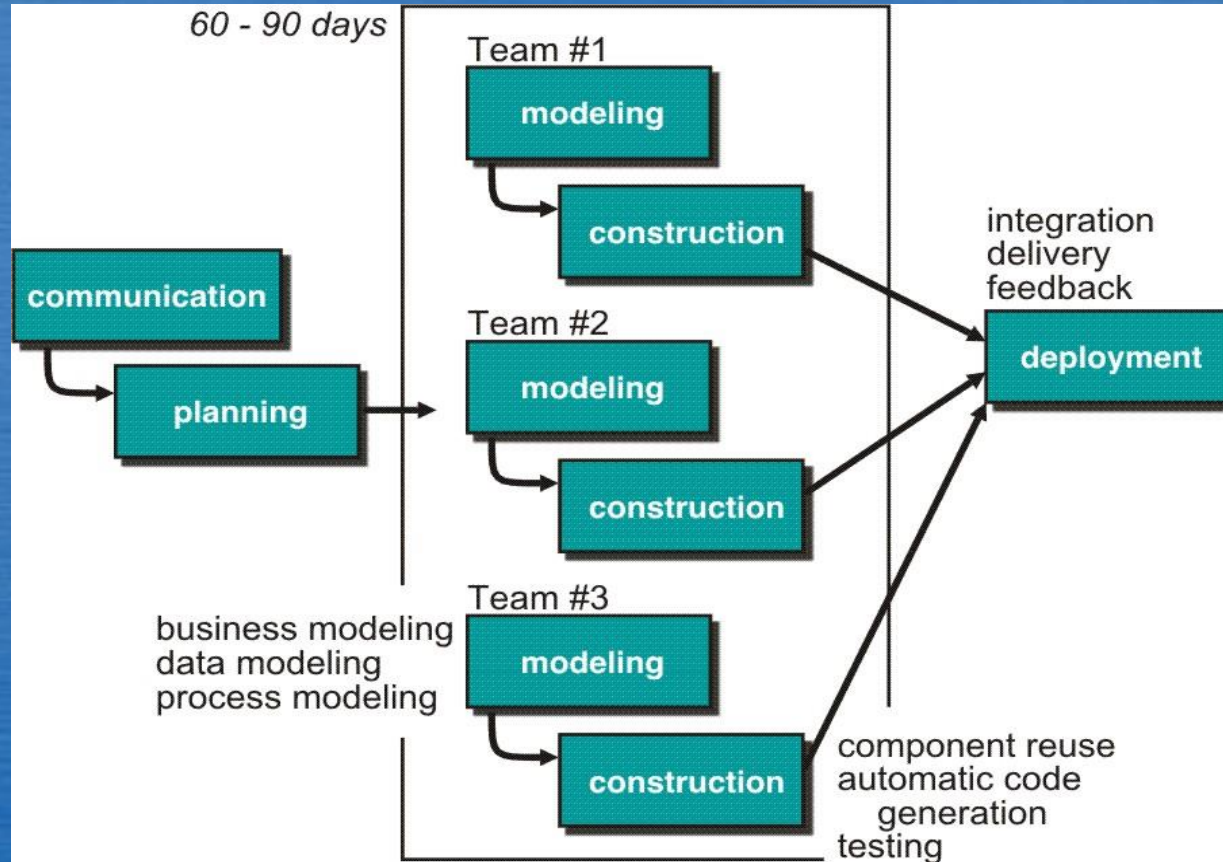 60 - 90 days
Team #1
modeling
construction
communication
planning
Team #2
modeling
construction
integration
delivery
feedback
deployment
Team #3
business modeling
data modeling
process modeling
modeling
construction
component reuse
automatic code
generation
testing